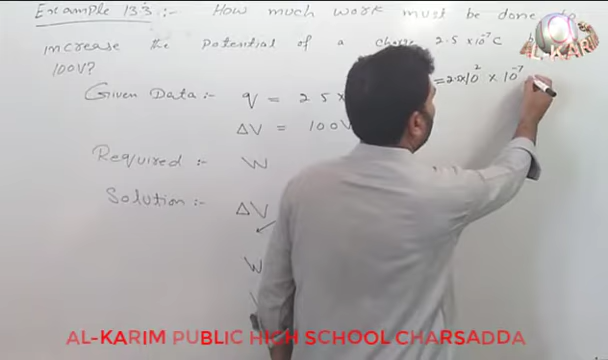 Example 13.3 :- How much work must be done to
increase the potential of a charge 2.5 x10⁻⁷C
100V?
Given Data :- q = 2.5 x
ΔV = 100V
= 2.5x10² x 10⁻⁷
Required :- W
Solution :- ΔV
W
AL-KARIM
AL-KARIM PUBLIC HIGH SCHOOL CHARSADDA